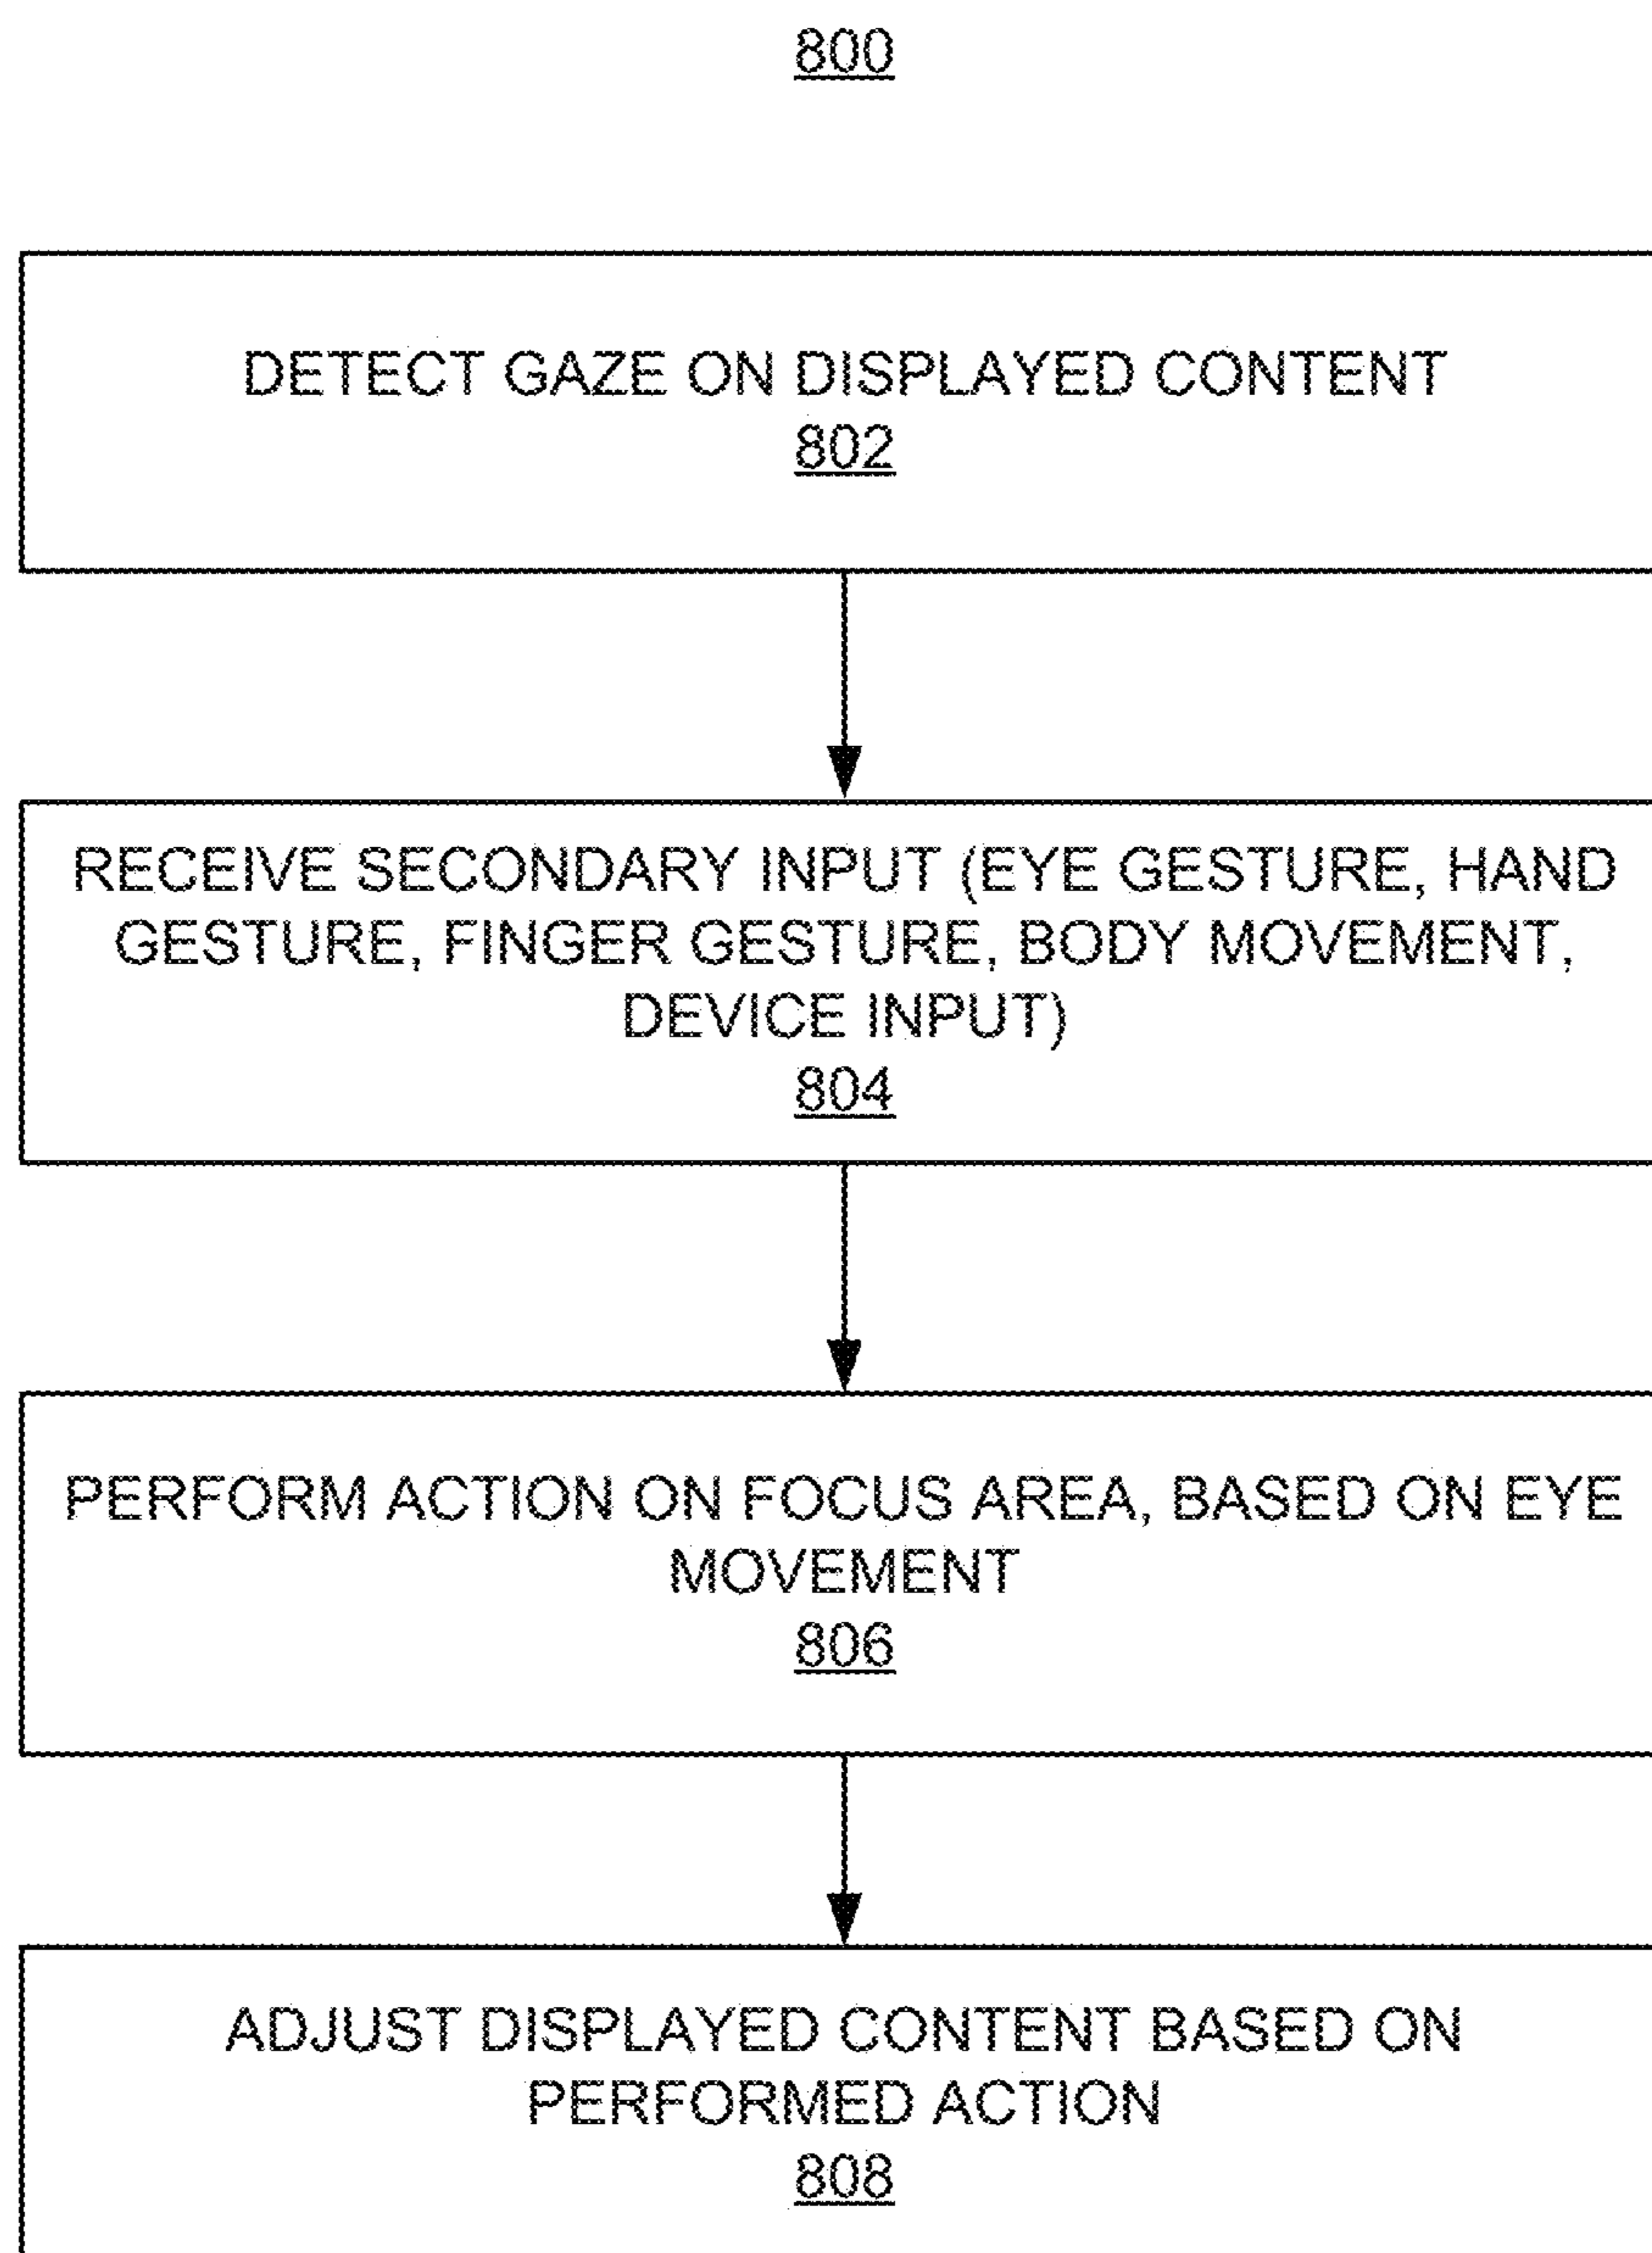 800
DETECT GAZE ON DISPLAYED CONTENT
802
RECEIVE SECONDARY INPUT (EYE GESTURE, HAND
GESTURE, FINGER GESTURE, BODY MOVEMENT,
DEVICE INPUT)
804
PERFORM ACTION ON FOCUS AREA, BASED ON EYE
MOVEMENT
806
ADJUST DISPLAYED CONTENT BASED ON
PERFORMED ACTION
808